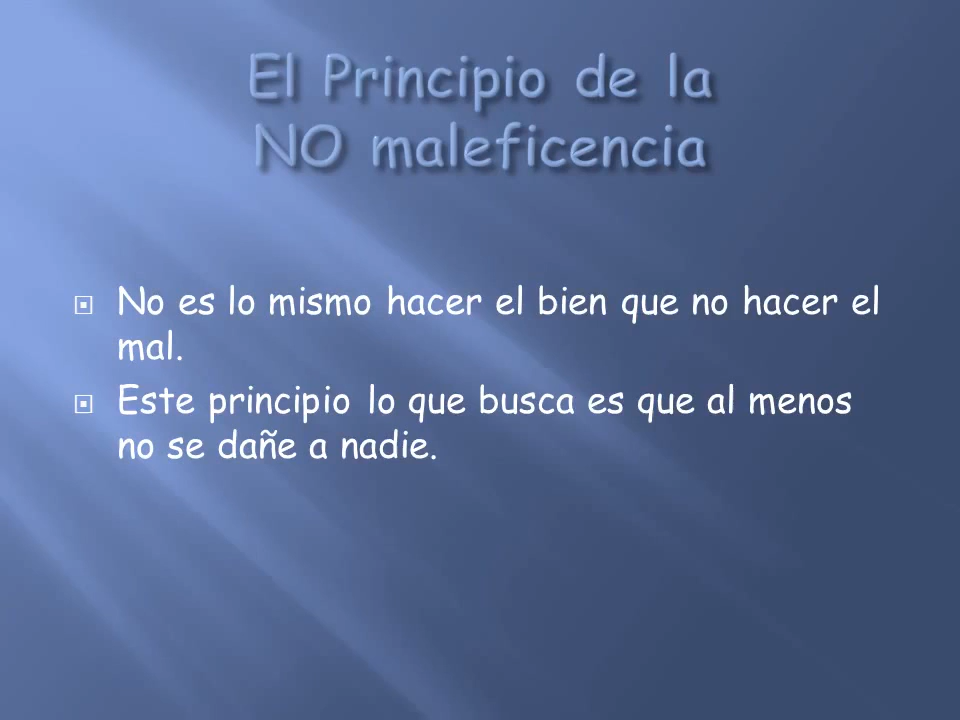 El Principio de la
NO maleficencia
No es lo mismo hacer el bien que no hacer el
mal.
Este principio lo que busca es que al menos
no se dañe a nadie.